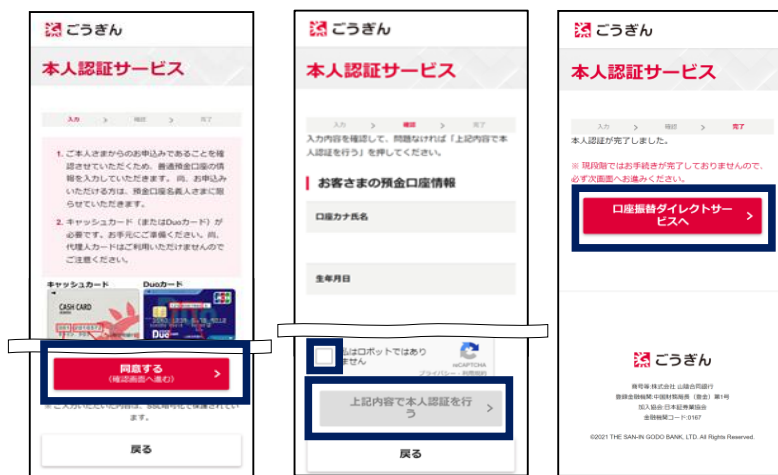 ごうぎん
本人認証サービス
入力 > 確認 > 完了
1. ご本人さまからのお申込みであることを確
認させていただくため、普通預金口座の情
報を入力していただきます。尚、お申込み
いただける方は、預金口座名義人さまに限
らせていただきます。
2. キャッシュカード（またはDuoカード）が
必要です。お手元にご準備ください。尚、
代理人カードはご利用いただけませんので
ご注意ください。
キャッシュカード Duoカード
CASH CARD
JCB
Duo
同意する
(確認画面へ進む) >
ます。
戻る
ごうぎん
本人認証サービス
入力 > 確認 > 完了
入力内容を確認して、問題なければ「上記内容で本
人認証を行う」を押してください。
お客さまの預金口座情報
口座カナ氏名
生年月日
私はロボットではあり
ません
reCAPTCHA
プライバシー - 利用規約
上記内容で本人認証を行
う >
戻る
ごうぎん
本人認証サービス
入力 > 確認 > 完了
本人認証が完了しました。
※ 現段階ではお手続きが完了しておりませんので、
必ず次画面へお進みください。
口座振替ダイレクトサー
ビスへ >
ごうぎん
商号等:株式会社 山陰合同銀行
登録金融機関:中国財務局長（登金）第1号
加入協会:日本証券業協会
金融機関コード:0167
©2021 THE SAN-IN GODO BANK, LTD. All Rights Reserved.